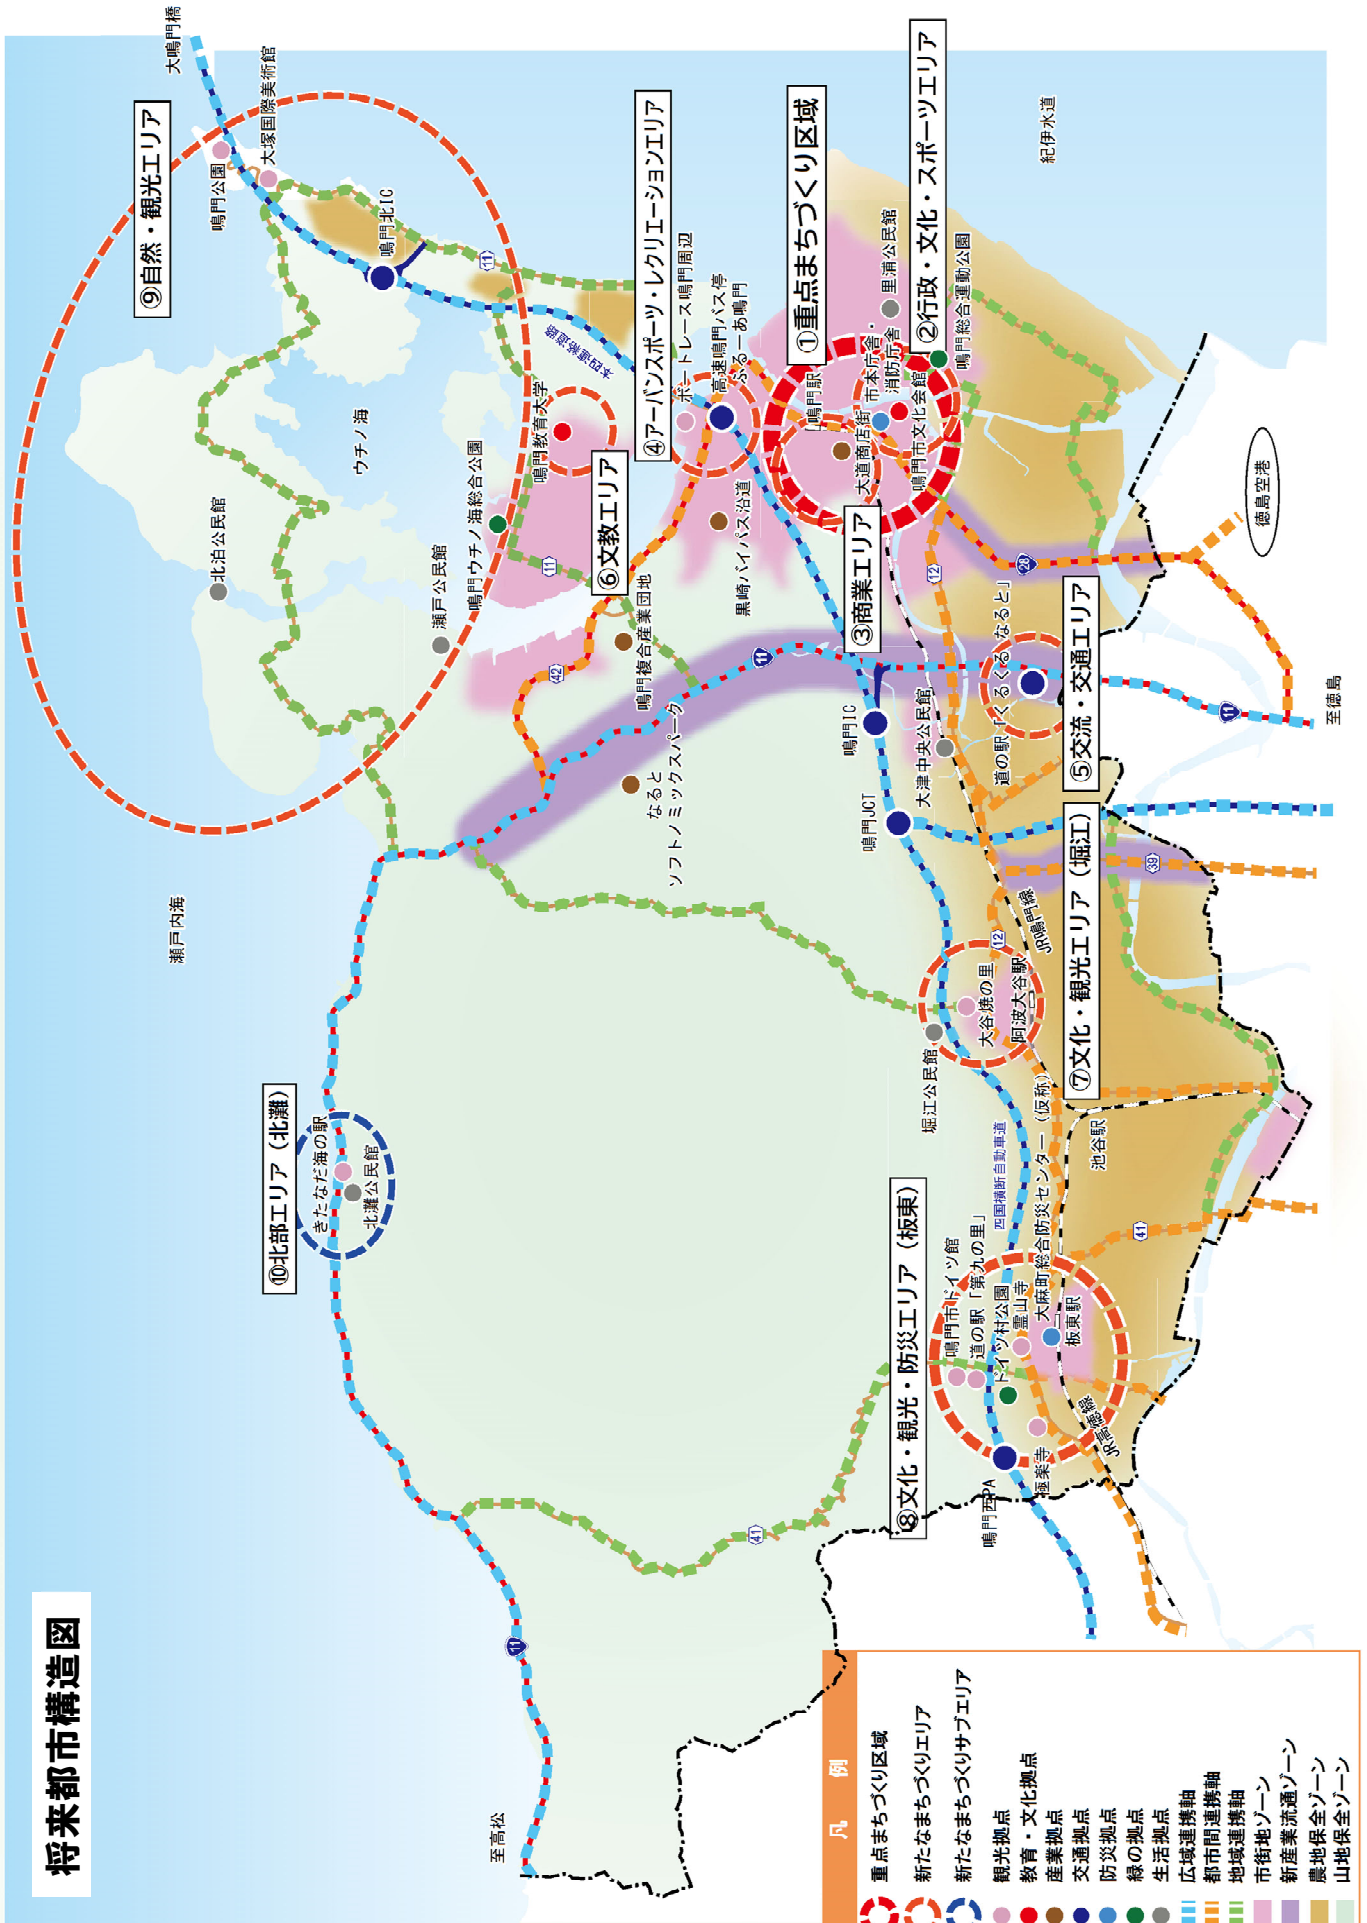 将来都市構造図
大鳴門橋
大塚国際美術館
鳴門公園
⑨自然・観光エリア
鳴門北IC
11
本四連絡道路
紀伊水道
④アーバンスポーツ・レクリエーションエリア
ボートレース鳴門周辺
高速鳴門バス停
ぷるーあ鳴門
①重点まちづくり区域
②行政・文化・スポーツエリア
里浦公民館
市本庁舎・
消防庁舎
鳴門駅
鳴門総合運動公園
大道商店街
鳴門市文化会館
ウチノ海
鳴門教育大学
鳴門ウチノ海総合公園
瀬戸公民館
北泊公民館
11
⑥文教エリア
黒崎バイパス沿道
③商業エリア
12
28
徳島空港
42
鳴門複合産業団地
11
なると
ソフトノミックスパーク
鳴門IC
大津中央公民館
道の駅「くるくるなると」
⑤交流・交通エリア
11
至徳島
鳴門JCT
瀬戸内海
⑦文化・観光エリア（堀江）
39
JR鳴門線
12
大谷焼の里
阿波大谷駅
堀江公民館
⑩北部エリア（北灘）
きたなだ海の駅
北灘公民館
四国横断自動車道
池谷駅
大麻町総合防災センター（仮称）
⑧文化・観光・防災エリア（板東）
鳴門市ドイツ館
道の駅「第九の里」
ドイツ村公園
霊山寺
板東駅
41
極楽寺
JR高徳線
鳴門西PA
41
11
至高松
凡例
重点まちづくり区域
新たなまちづくりエリア
新たなまちづくりサブエリア
観光拠点
教育・文化拠点
産業拠点
交通拠点
防災拠点
緑の拠点
生活拠点
広域連携軸
都市間連携軸
地域連携軸
市街地ゾーン
新産業流通ゾーン
農地保全ゾーン
山地保全ゾーン